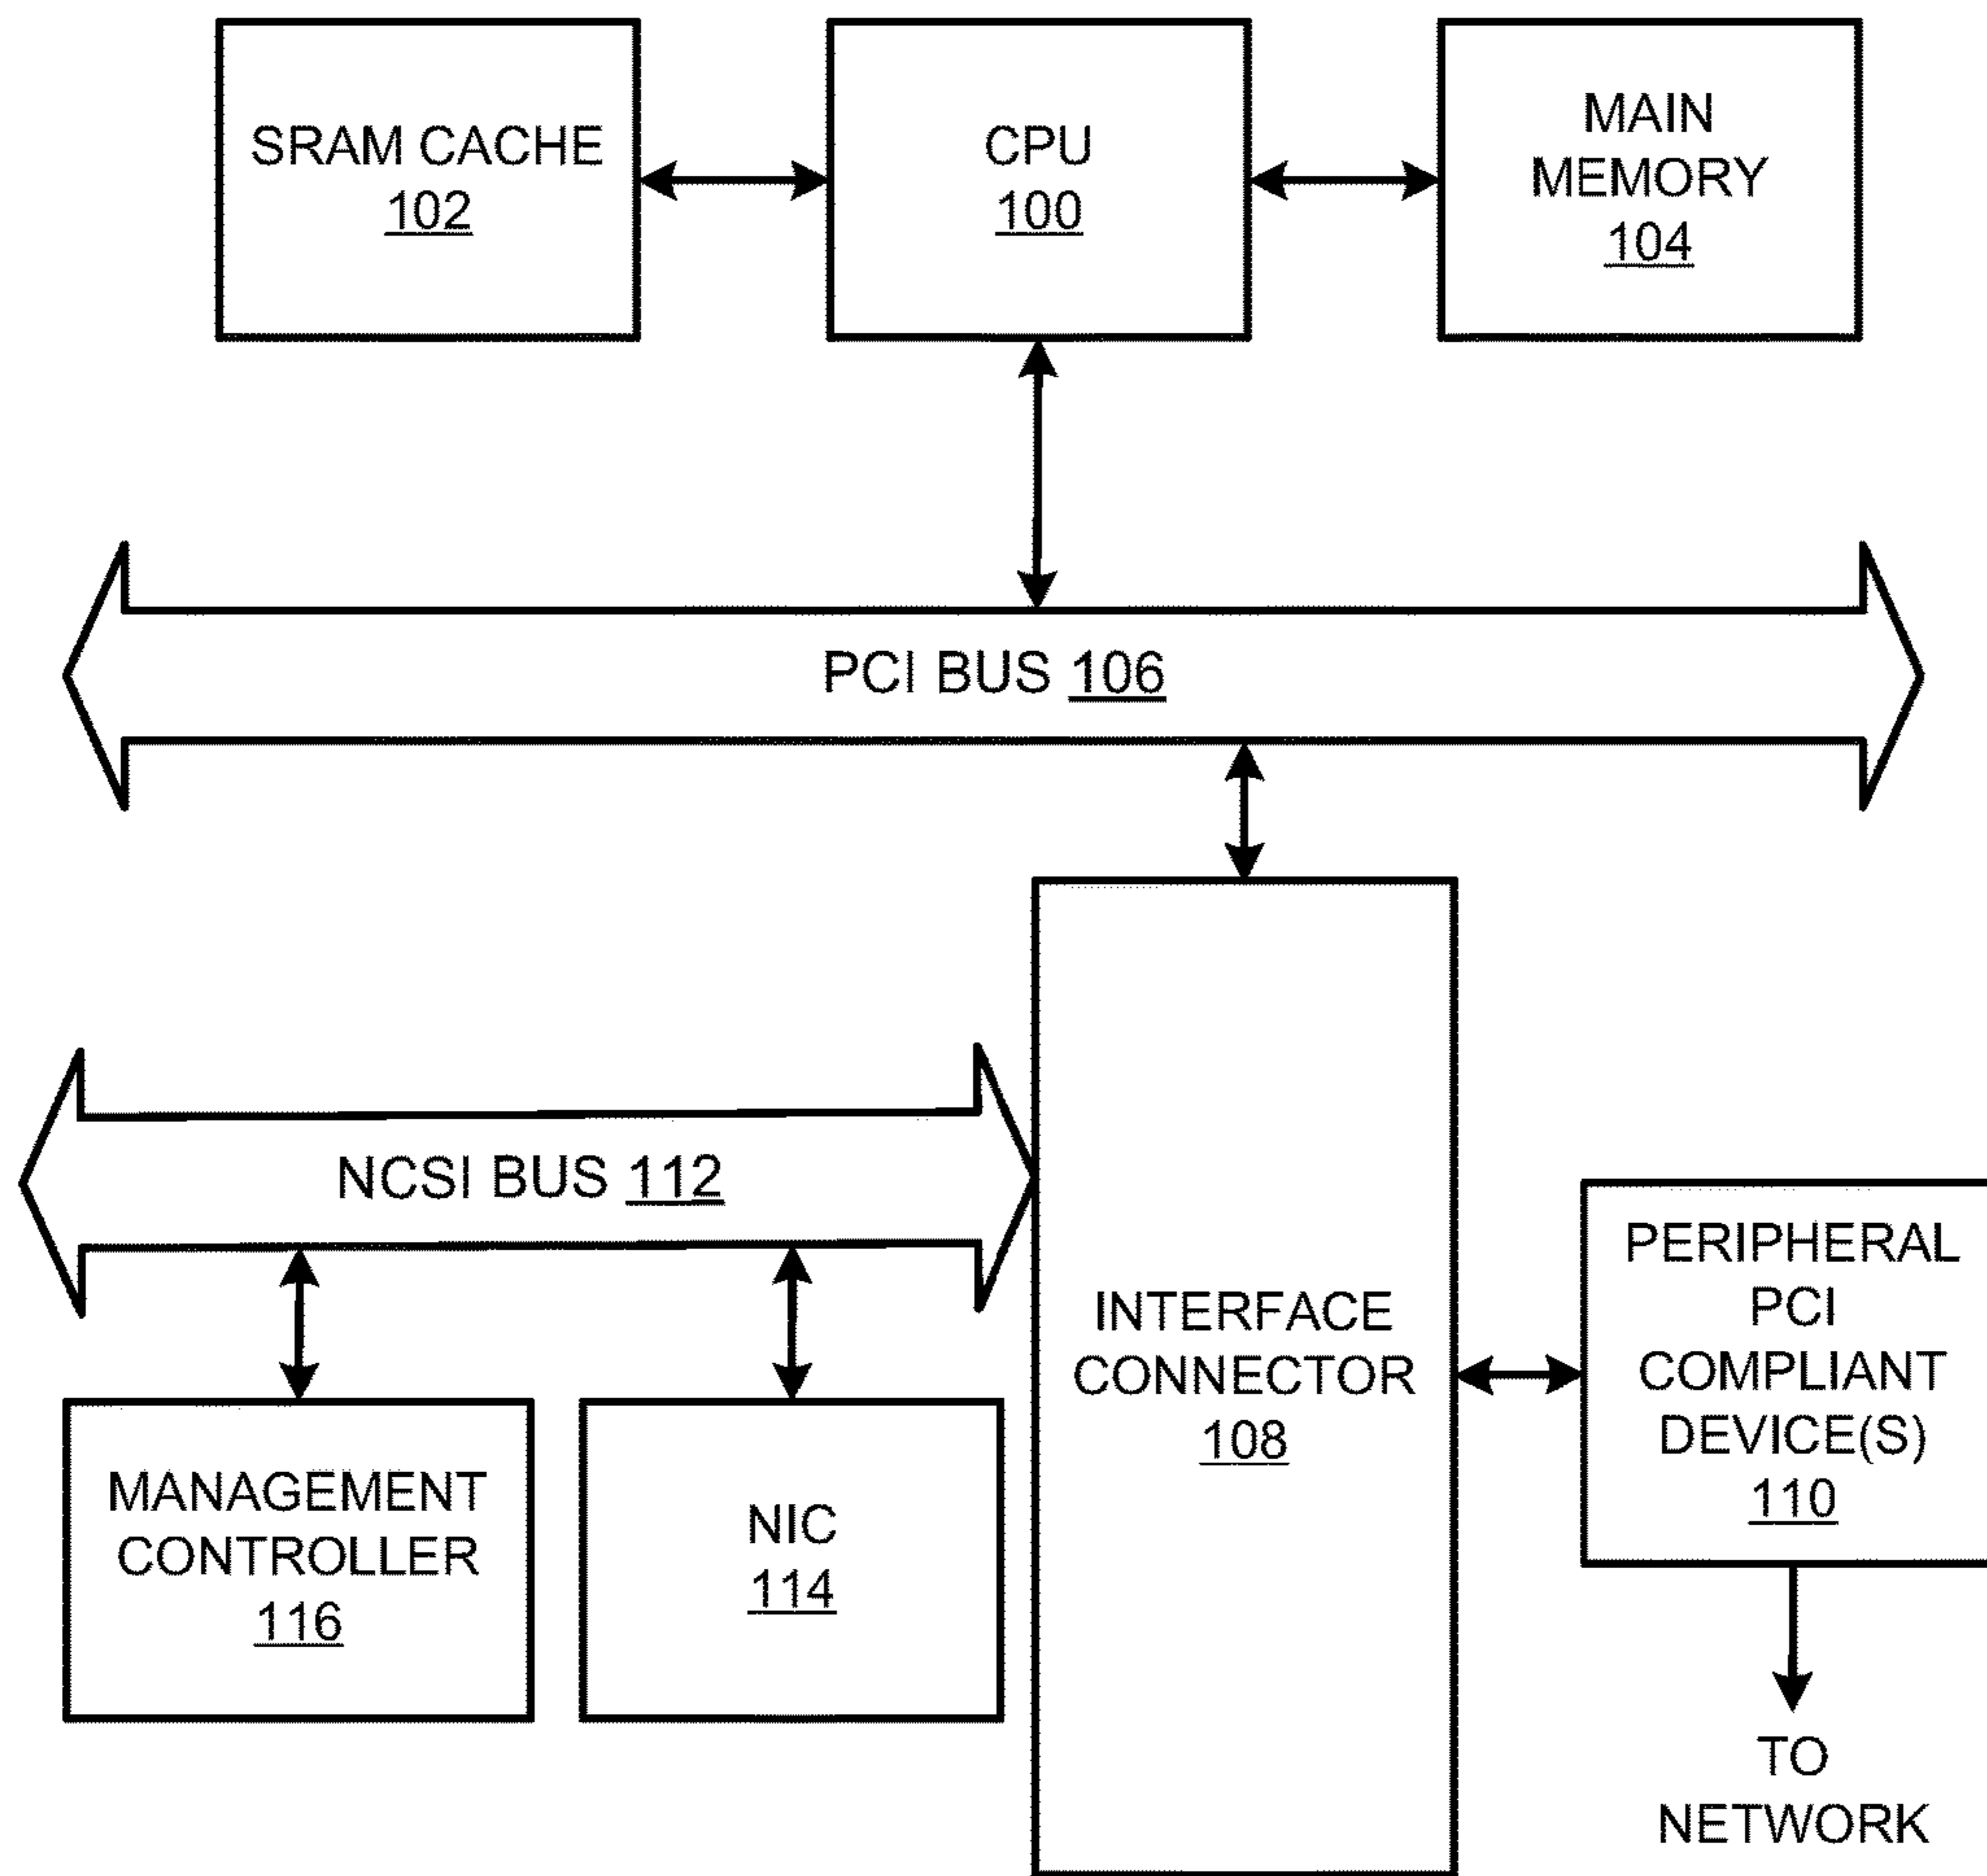 SRAM CACHE
102
CPU
100
MAIN
MEMORY
104
PCI BUS 106
NCSI BUS 112
INTERFACE
CONNECTOR
108
PERIPHERAL
PCI
COMPLIANT
DEVICE(S)
110
MANAGEMENT
CONTROLLER
116
NIC
114
TO
NETWORK